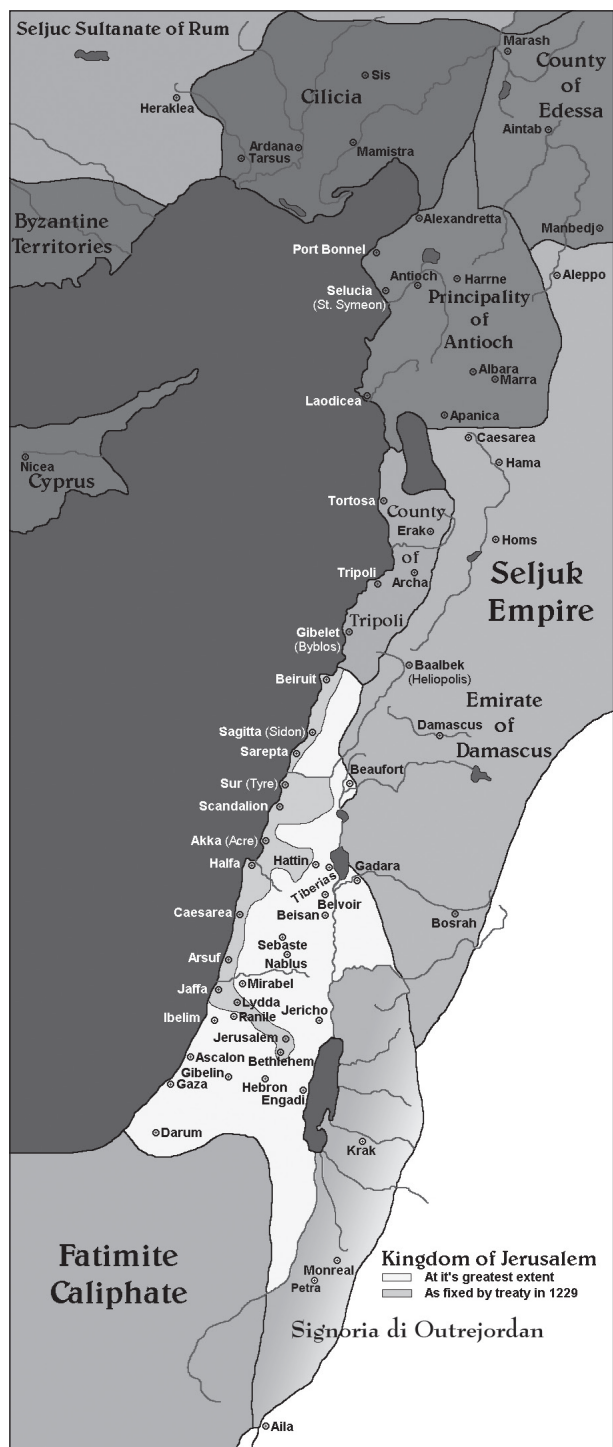 Seljuc Sultanate of Rum
Marash
County
of
Edessa
Sis
Cilicia
Heraklea
Aintab
Ardana
Tarsus
Mamistra
Byzantine
Territories
Alexandretta
Manbedj
Port Bonnel
Aleppo
Antioch
Harrne
Selucia
(St. Symeon)
Principality
of
Antioch
Albara
Marra
Laodicea
Apanica
Caesarea
Hama
Nicea
Cyprus
Tortosa
County
Erak
of
Homs
Tripoli
Archa
Seljuk
Empire
Tripoli
Gibelet
(Byblos)
Baalbek
(Heliopolis)
Beiruit
Emirate
of
Damascus
Damascus
Sagitta (Sidon)
Sarepta
Beaufort
Sur (Tyre)
Scandalion
Akka (Acre)
Halfa
Hattin
Gadara
Tiberias
Belvoir
Caesarea
Beisan
Bosrah
Sebaste
Nablus
Arsuf
Mirabel
Jaffa
Lydda
Ranile
Jericho
Ibelim
Jerusalem
Ascalon
Bethlehem
Gibelin
Gaza
Hebron
Engadi
Darum
Krak
Fatimite
Caliphate
Kingdom of Jerusalem
At it's greatest extent
As fixed by treaty in 1229
Monreal
Petra
Signoria di Outrejordan
Aila